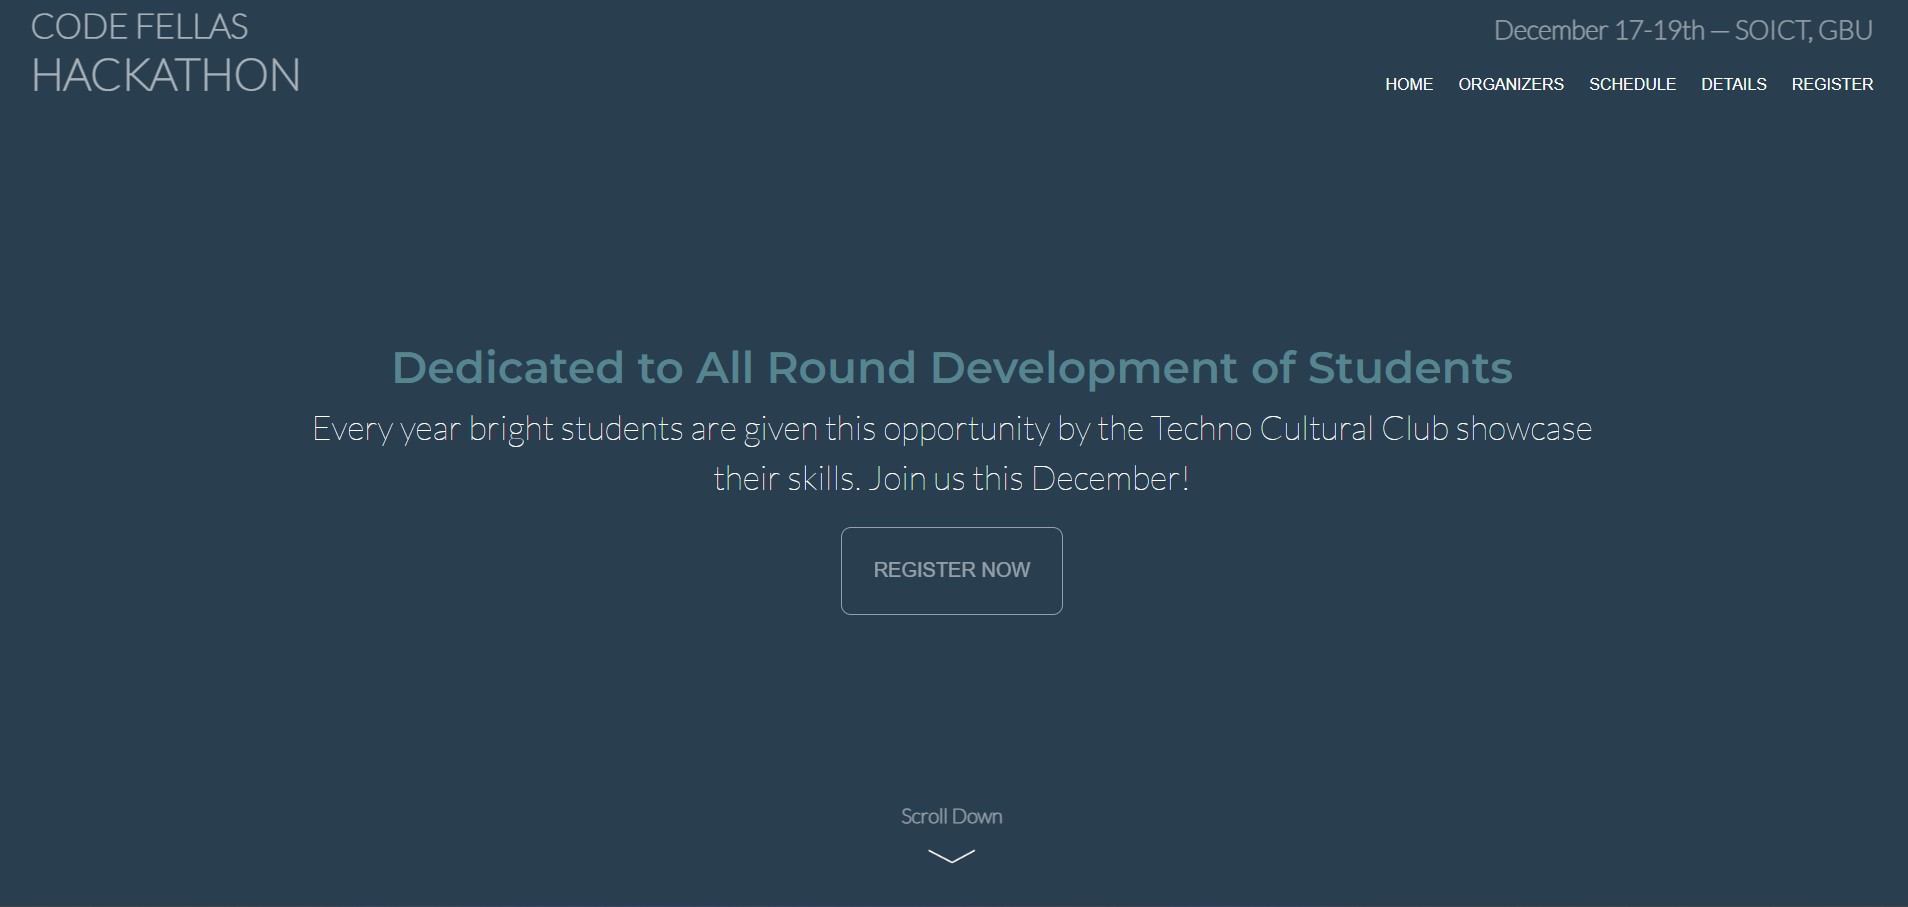 CODE FELLAS
HACKATHON
December 17-19th — SOICT, GBU
HOME ORGANIZERS SCHEDULE DETAILS REGISTER
Dedicated to All Round Development of Students
Every year bright students are given this opportunity by the Techno Cultural Club showcase
their skills. Join us this December!
REGISTER NOW
Scroll Down